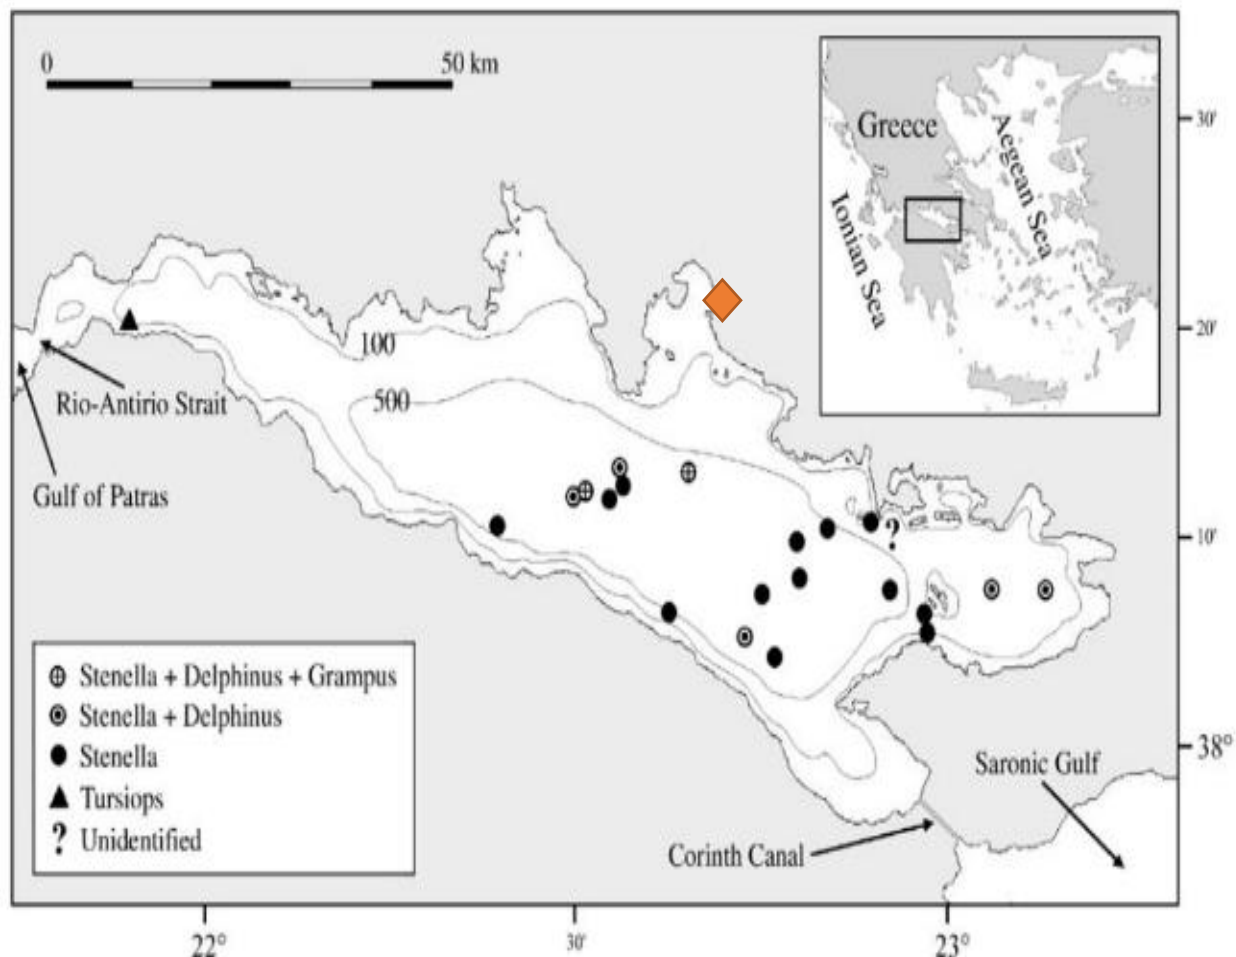 0 50 km
Greece
Aegean Sea
Ionian Sea
30'
20'
100
500
Rio-Antirio Strait
Gulf of Patras
?
10'
Stenella + Delphinus + Grampus
Stenella + Delphinus
Stenella
Tursiops
? Unidentified
38°
Saronic Gulf
Corinth Canal
22° 30' 23°